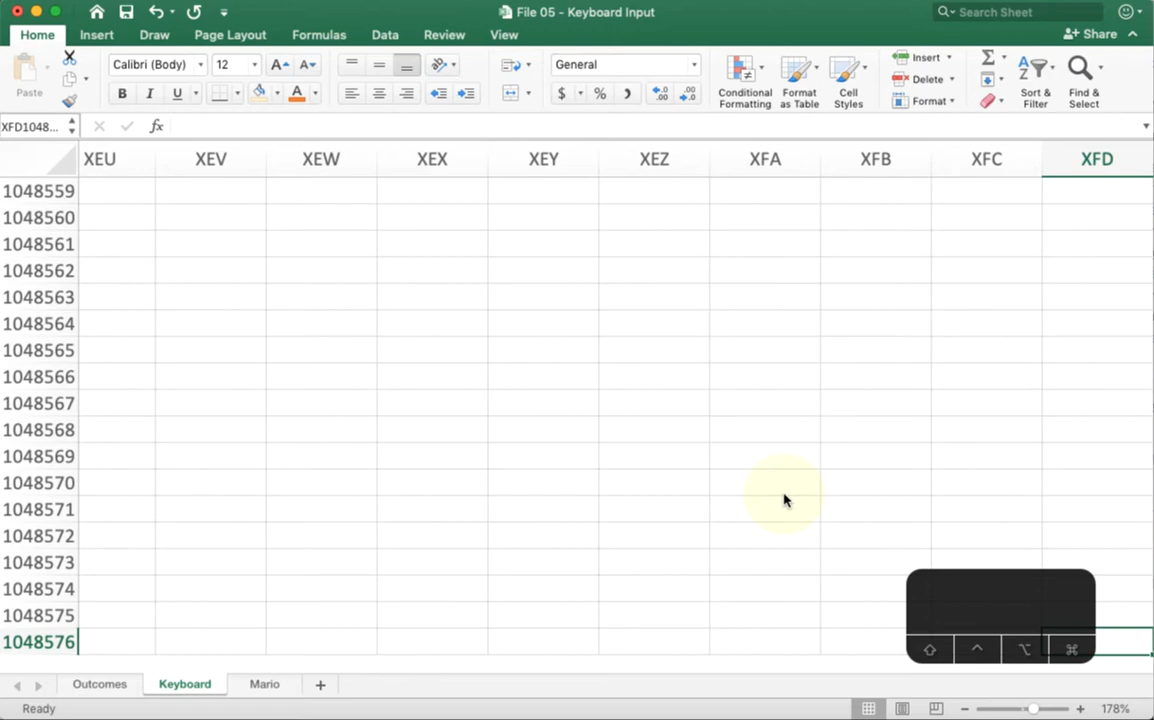 File 05 - Keyboard Input
Search Sheet
Home Insert Draw Page Layout Formulas Data Review View
Share
Paste
Calibri (Body) 12 A A
B I U A
General
$ % )
Conditional Formatting
Format as Table
Cell Styles
Insert
Delete
Format
Sort & Filter
Find & Select
XFD1048... fx
XEU XEV XEW XEX XEY XEZ XFA XFB XFC XFD
1048559
1048560
1048561
1048562
1048563
1048564
1048565
1048566
1048567
1048568
1048569
1048570
1048571
1048572
1048573
1048574
1048575
1048576
Outcomes Keyboard Mario +
Ready
178%